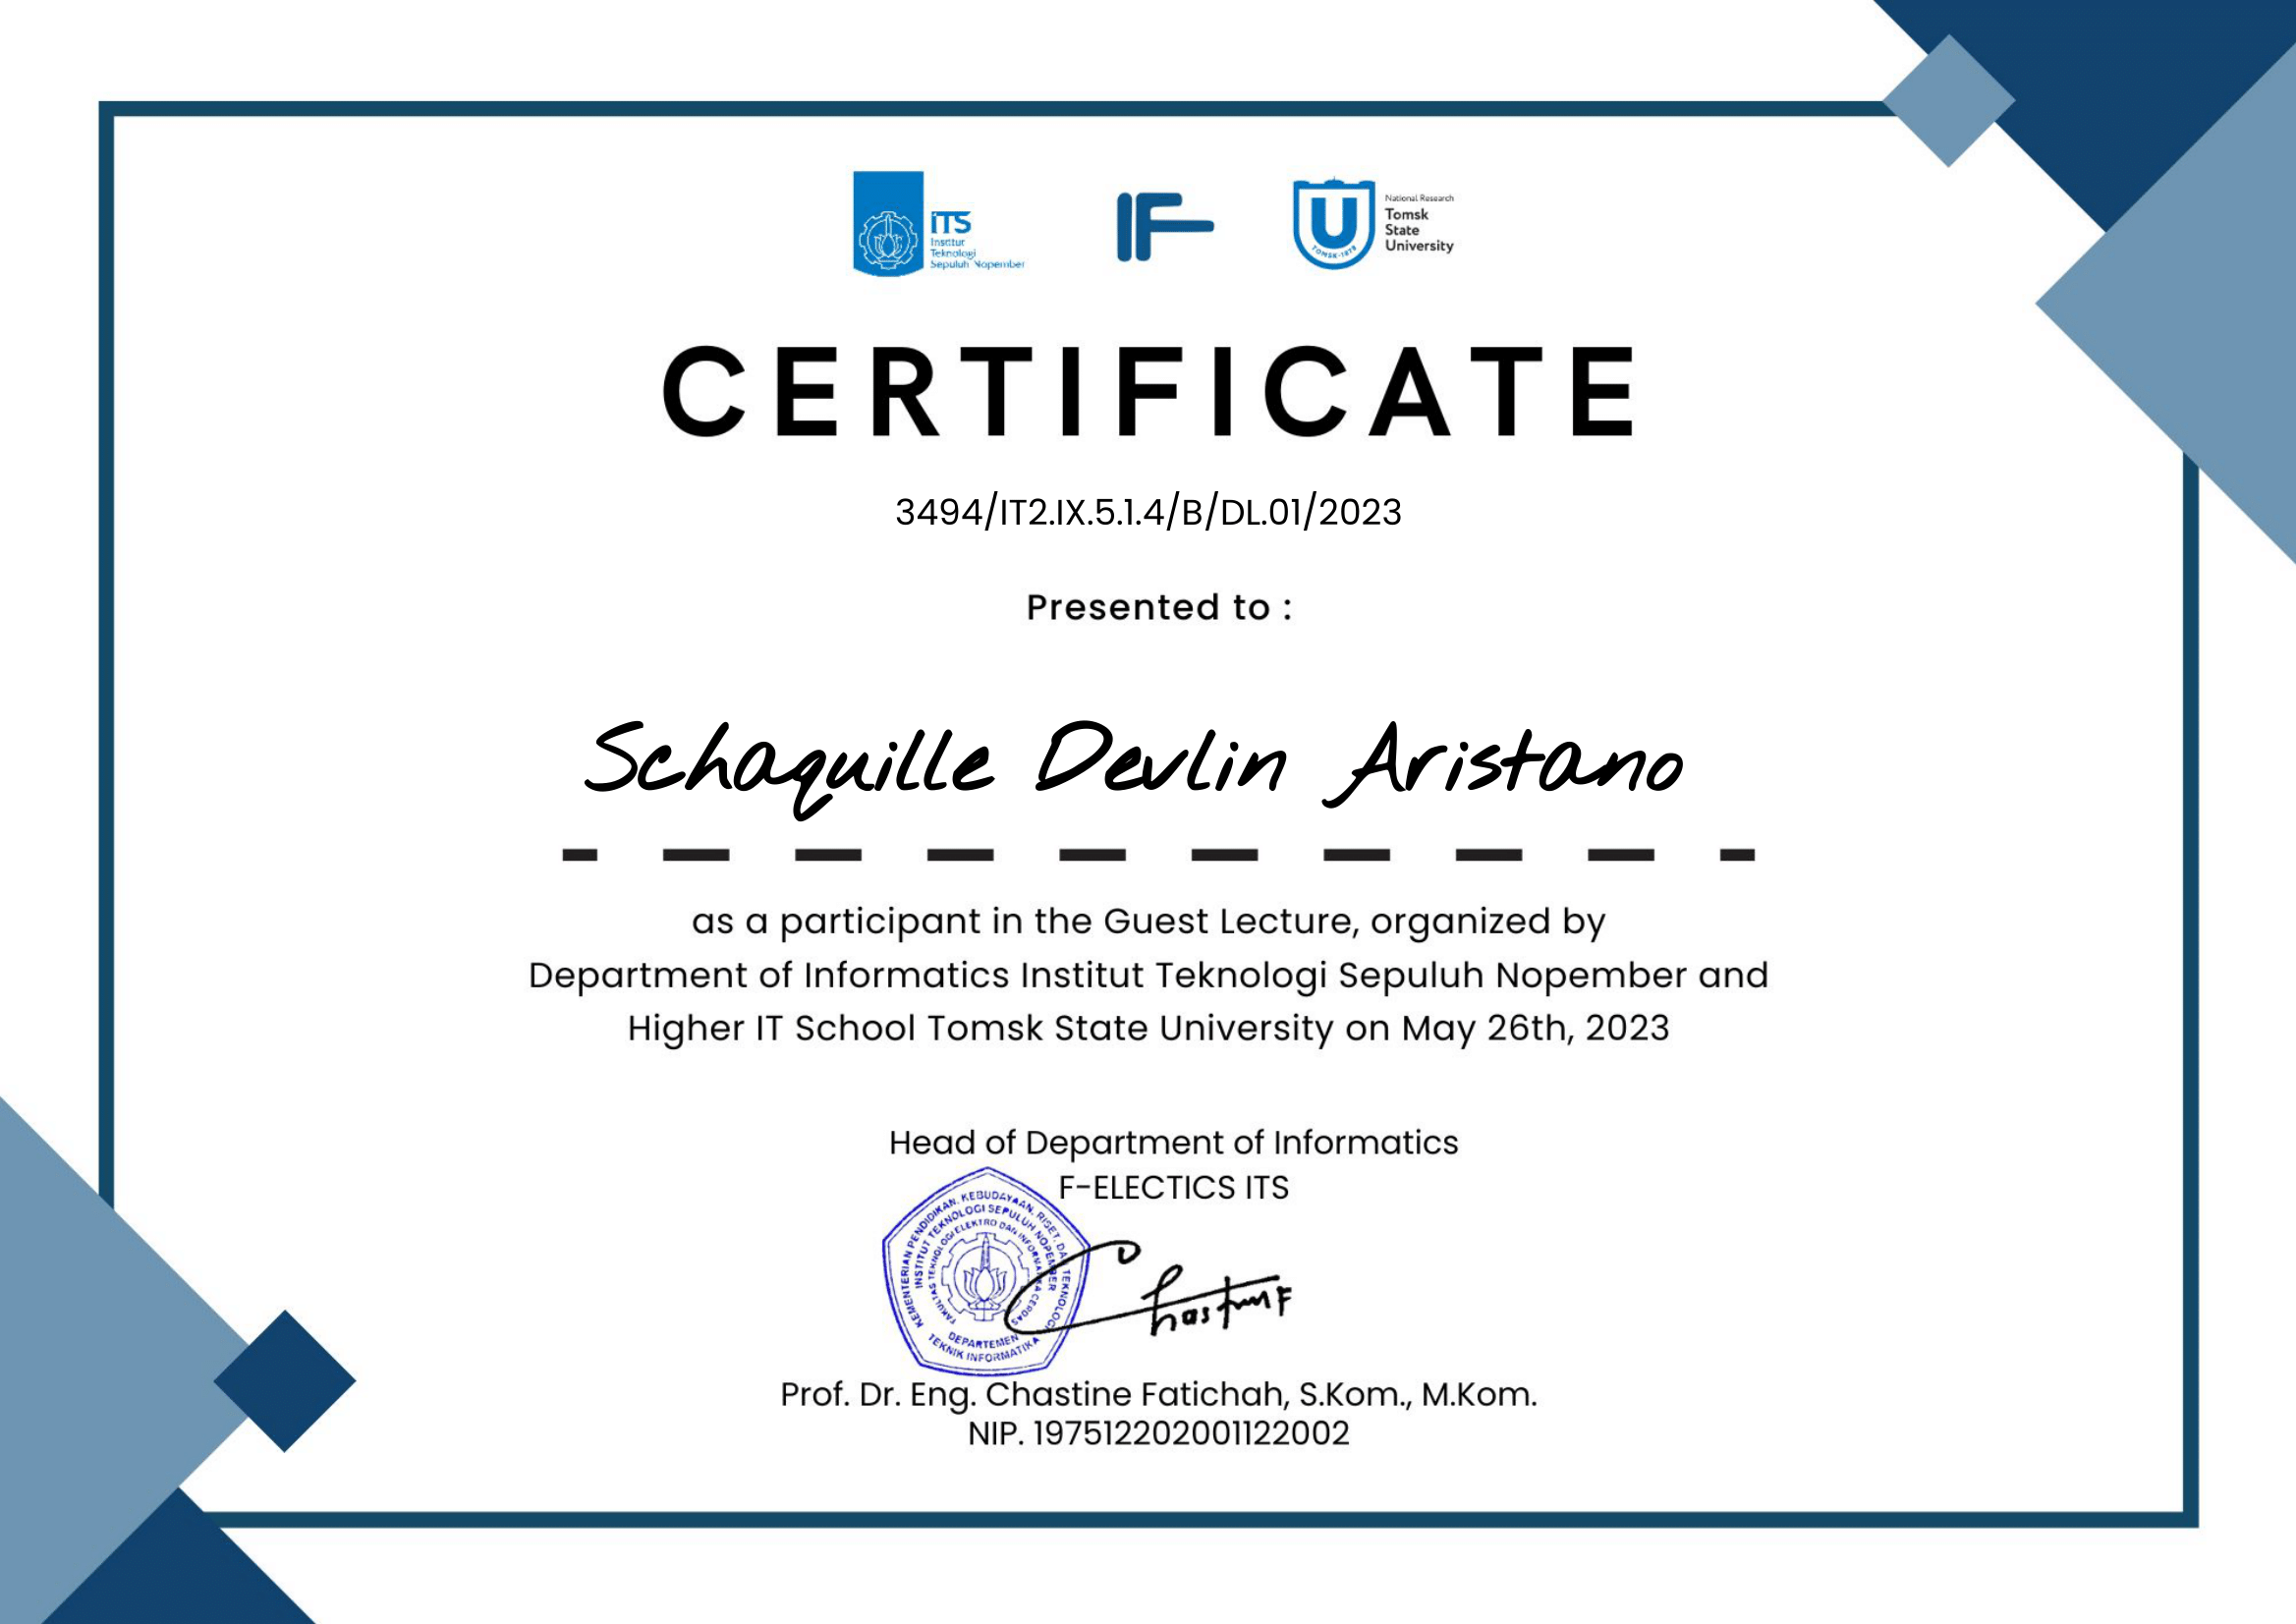 iTS
Institut
Teknologi
Sepuluh Nopember
IF
U
TOMSK·1878
National Research
Tomsk
State
University
CERTIFICATE
3494/IT2.IX.5.1.4/B/DL.01/2023
Presented to :
Schaquille Devlin Aristano
as a participant in the Guest Lecture, organized by
Department of Informatics Institut Teknologi Sepuluh Nopember and
Higher IT School Tomsk State University on May 26th, 2023
Head of Department of Informatics
F-ELECTICS ITS
KEMENTERIAN PENDIDIKAN, KEBUDAYAAN, RISET, DAN TEKNOLOGI
INSTITUT TEKNOLOGI SEPULUH NOPEMBER
FAKULTAS TEKNOLOGI ELEKTRO DAN INFORMATIKA CERDAS
DEPARTEMEN
TEKNIK INFORMATIKA
Prof. Dr. Eng. Chastine Fatichah, S.Kom., M.Kom.
NIP. 197512202001122002